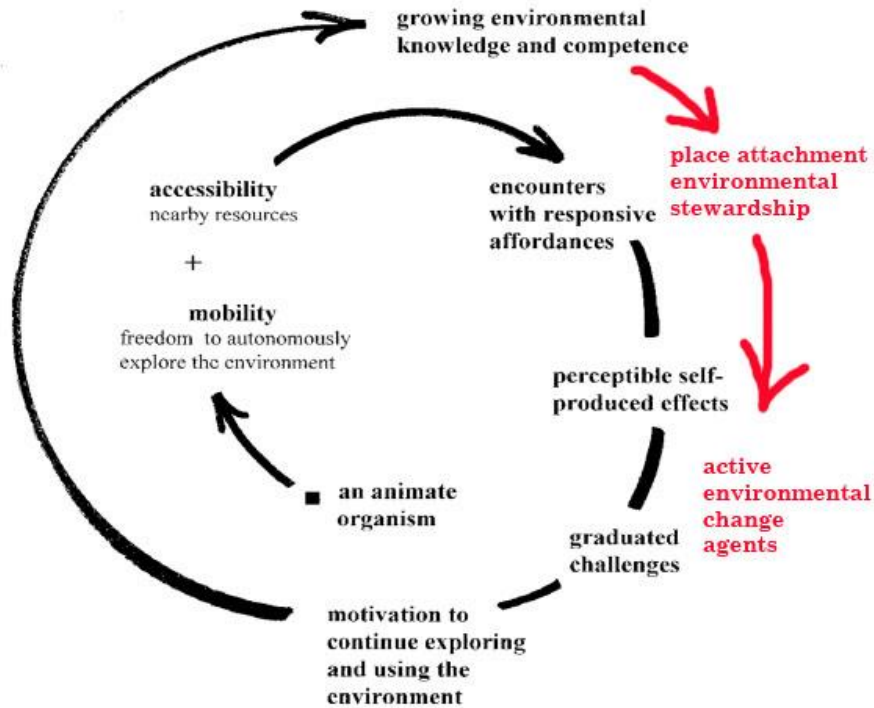 growing environmental
knowledge and competence
place attachment
environmental
stewardship
accessibility
nearby resources
+
mobility
freedom to autonomously
explore the environment
encounters
with responsive
affordances
perceptible self-
produced effects
an animate
organism
active
environmental
change
agents
graduated
challenges
motivation to
continue exploring
and using the
environment